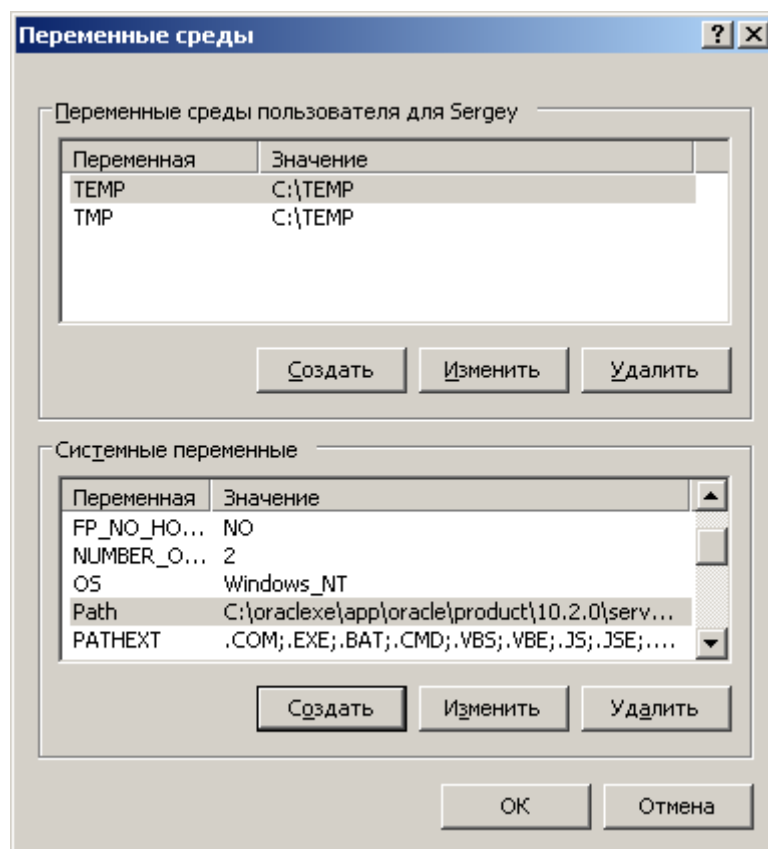 Переменные среды
Переменные среды пользователя для Sergey
Переменная Значение
TEMP C:\TEMP
TMP C:\TEMP
Создать Изменить Удалить
Системные переменные
Переменная Значение
FP_NO_HO... NO
NUMBER_O... 2
OS Windows_NT
Path C:\oraclexe\app\oracle\product\10.2.0\serv...
PATHEXT .COM;.EXE;.BAT;.CMD;.VBS;.VBE;.JS;.JSE;....
Создать Изменить Удалить
ОК Отмена